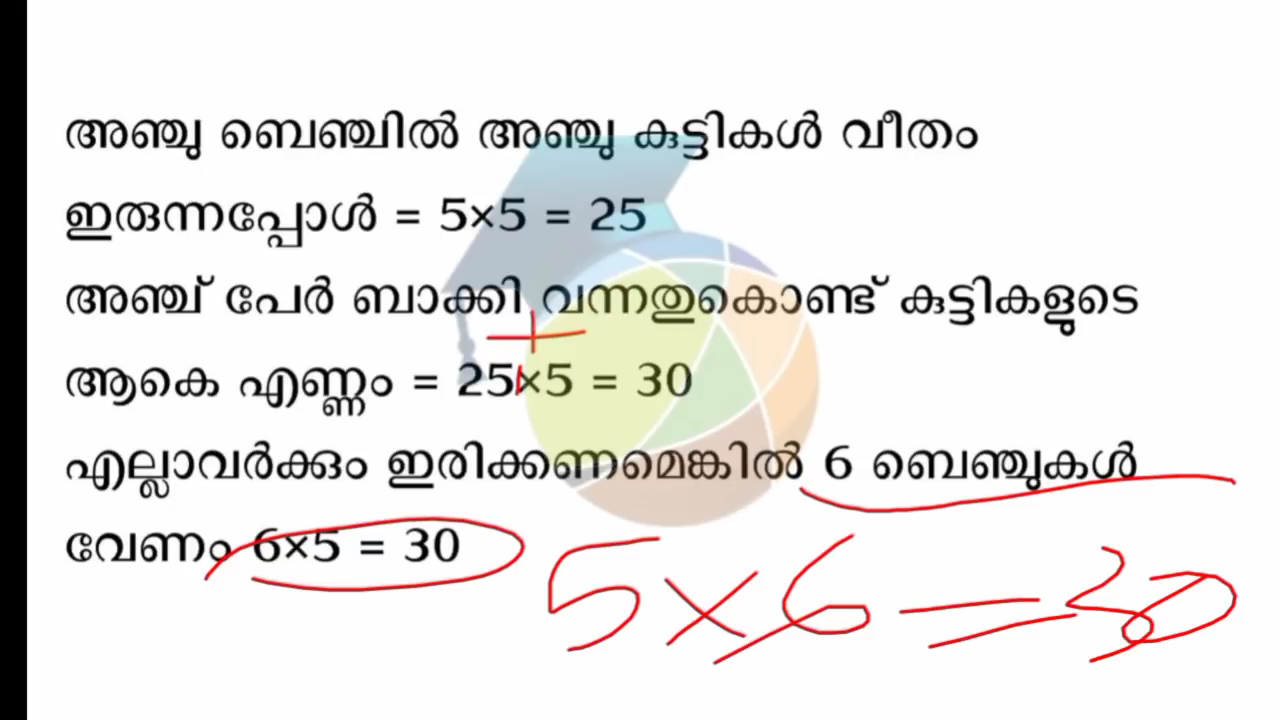 അഞ്ചു ബെഞ്ചിൽ അഞ്ചു കുട്ടികൾ വീതം
ഇരുന്നപ്പോൾ = 5×5 = 25
അഞ്ച് പേർ ബാക്കി വന്നതുകൊണ്ട് കുട്ടികളുടെ
ആകെ എണ്ണം = 25×5 = 30
എല്ലാവർക്കും ഇരിക്കണമെങ്കിൽ 6 ബെഞ്ചുകൾ
വേണം 6×5 = 30
5×6=30